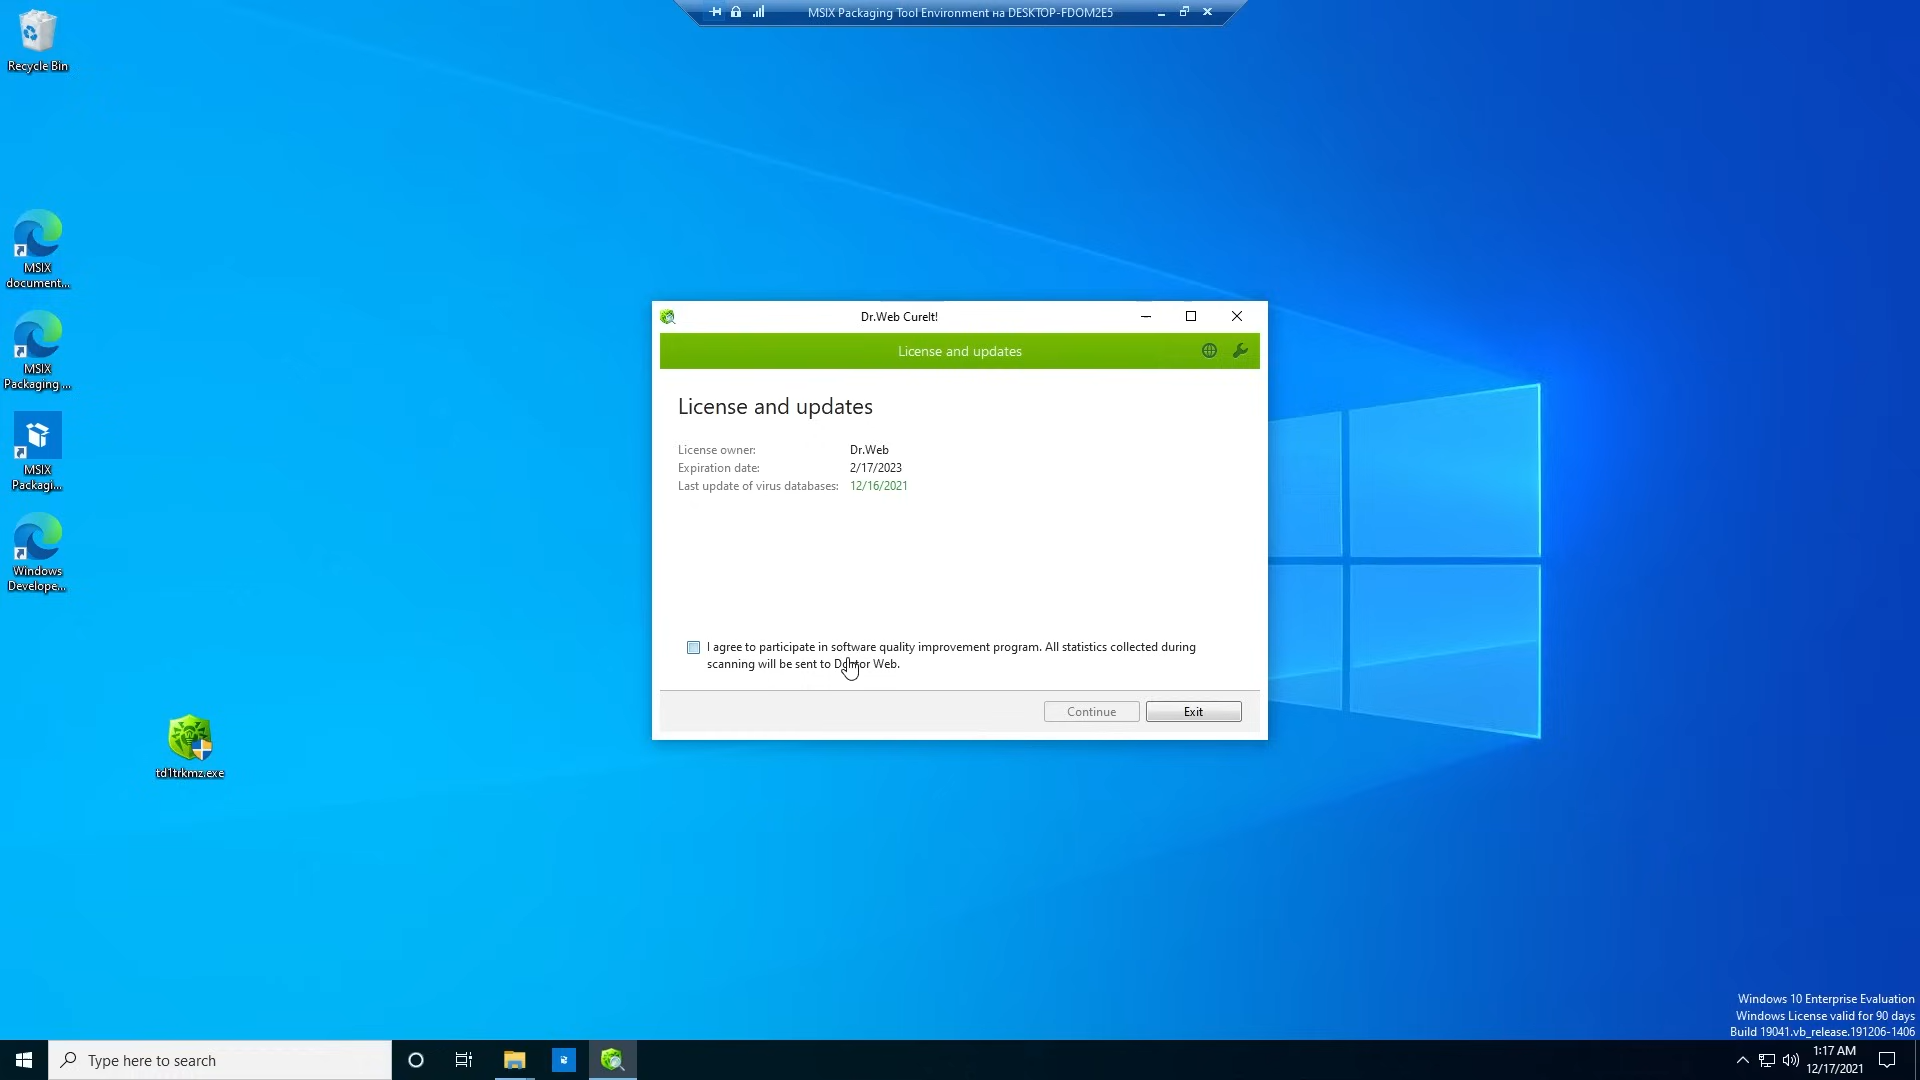 MSIX Packaging Tool Environment на DESKTOP-FDOM2E5
Recycle Bin
MSIX
document...
MSIX
Packaging ...
MSIX
Packagi...
Windows
Develope...
td1trkmz.exe
Dr.Web CureIt!
License and updates
License and updates
License owner: Dr.Web
Expiration date: 2/17/2023
Last update of virus databases: 12/16/2021
I agree to participate in software quality improvement program. All statistics collected during
scanning will be sent to Doctor Web.
Continue Exit
Windows 10 Enterprise Evaluation
Windows License valid for 90 days
Build 19041.vb_release.191206-1406
Type here to search
1:17 AM
12/17/2021